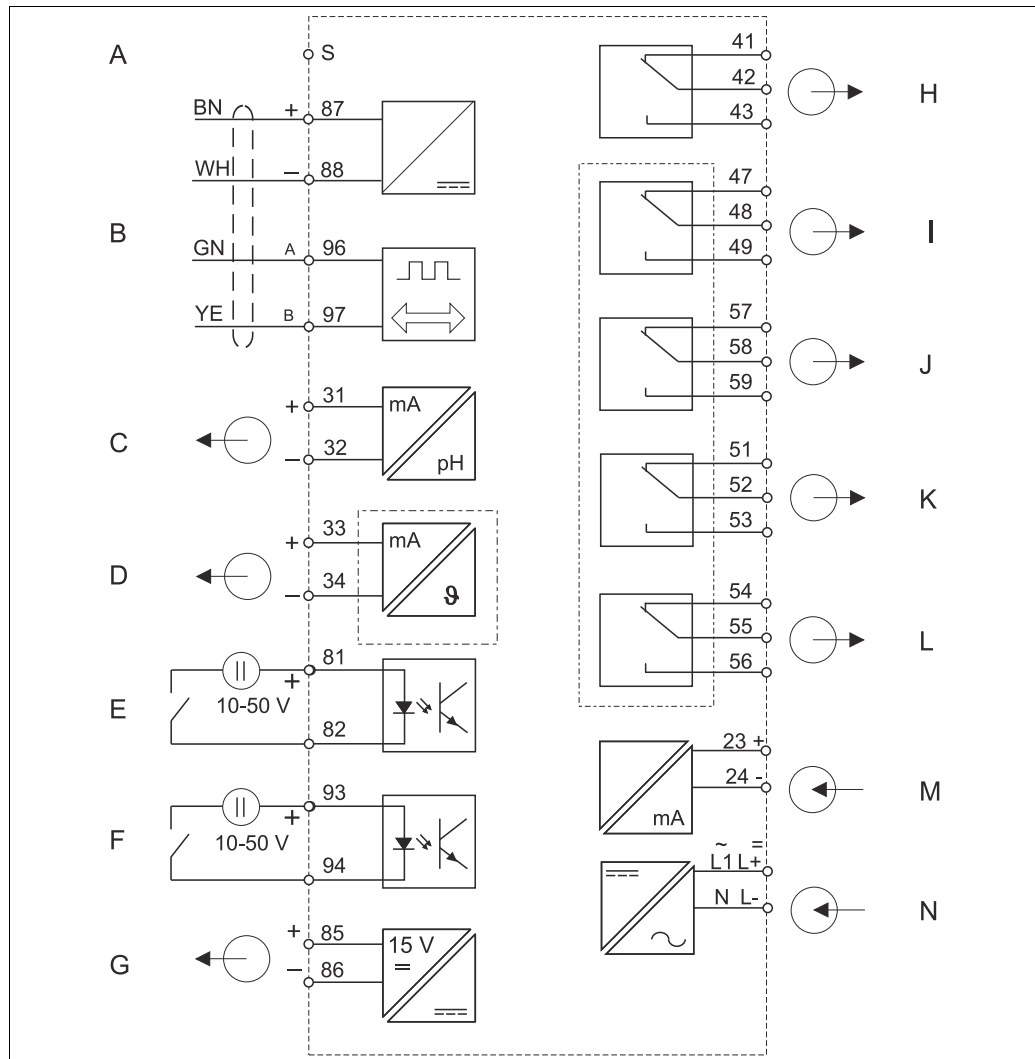 A
S
BN + 87
WH − 88
B
GN A 96
YE B 97
C
+ 31 mA
− 32 pH
D
+ 33 mA
− 34 ϑ
E
81
+
10-50 V
82
F
93
+
10-50 V
94
G
+ 85 15 V
=
− 86
41
42 H
43
47
48 I
49
57
58 J
59
51
52 K
53
54
55 L
56
23 +
24 - M
mA
~ =
L1 L+
N L- N